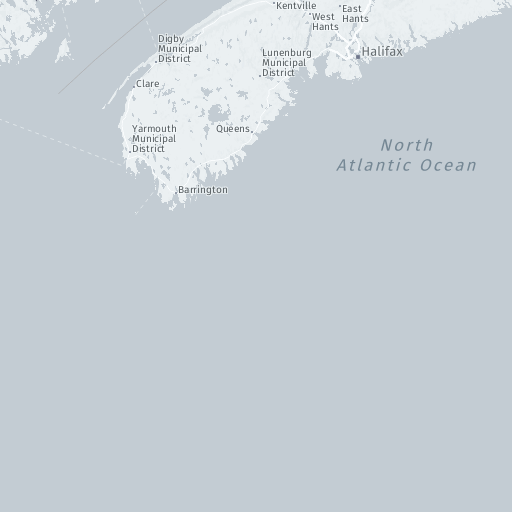 Kentville
East
Hants
West
Hants
Digby
Municipal
District
Halifax
Lunenburg
Municipal
District
Clare
Yarmouth
Municipal
District
Queens
North
Atlantic Ocean
Barrington